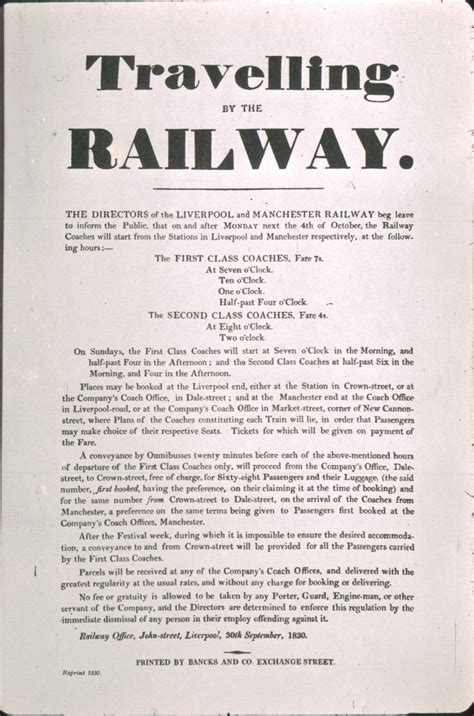 Travelling
BY THE
RAILWAY.
THE DIRECTORS of the LIVERPOOL and MANCHESTER RAILWAY beg leave
to inform the Public, that on and after MONDAY next the 4th of October, the Railway
Coaches will start from the Stations in Liverpool and Manchester respectively, at the follow-
ing hours:—
The FIRST CLASS COACHES, Fare 7s.
At Seven o'Clock.
Ten o'Clock.
One o'Clock.
Half-past Four o'Clock.
The SECOND CLASS COACHES, Fare 4s.
At Eight o'Clock.
Two o'clock.
On Sundays, the First Class Coaches will start at Seven o'Clock in the Morning, and
half-past Four in the Afternoon; and the Second Class Coaches at half-past Six in the
Morning, and Four in the Afternoon.
Places may be booked at the Liverpool end, either at the Station in Crown-street, or at
the Company's Coach Office, in Dale-street; and at the Manchester end at the Coach Office
in Liverpool-road, or at the Company's Coach Office in Market-street, corner of New Cannon-
street, where Plans of the Coaches constituting each Train will lie, in order that Passengers
may make choice of their respective Seats. Tickets for which will be given on payment of
the Fare.
A conveyance by Omnibusses twenty minutes before each of the above-mentioned hours
of departure of the First Class Coaches only, will proceed from the Company's Office, Dale-
street, to Crown-street, free of charge, for Sixty-eight Passengers and their Luggage, (the said
number, first booked, having the preference, on their claiming it at the time of booking) and
for the same number from Crown-street to Dale-street, on the arrival of the Coaches from
Manchester, a preference on the same terms being given to Passengers first booked at the
Company's Coach Offices, Manchester.
After the Festival week, during which it is impossible to ensure the desired accommoda-
tion, a conveyance to and from Crown-street will be provided for all the Passengers carried
by the First Class Coaches.
Parcels will be received at any of the Company's Coach Offices, and delivered with the
greatest regularity at the usual rates, and without any charge for booking or delivering.
No fee or gratuity is allowed to be taken by any Porter, Guard, Engine-man, or other
servant of the Company, and the Directors are determined to enforce this regulation by the
immediate dismissal of any person in their employ offending against it.
Railway Office, John-street, Liverpool, 30th September, 1830.
PRINTED BY BANCKS AND CO. EXCHANGE STREET.
Reprint 1930.